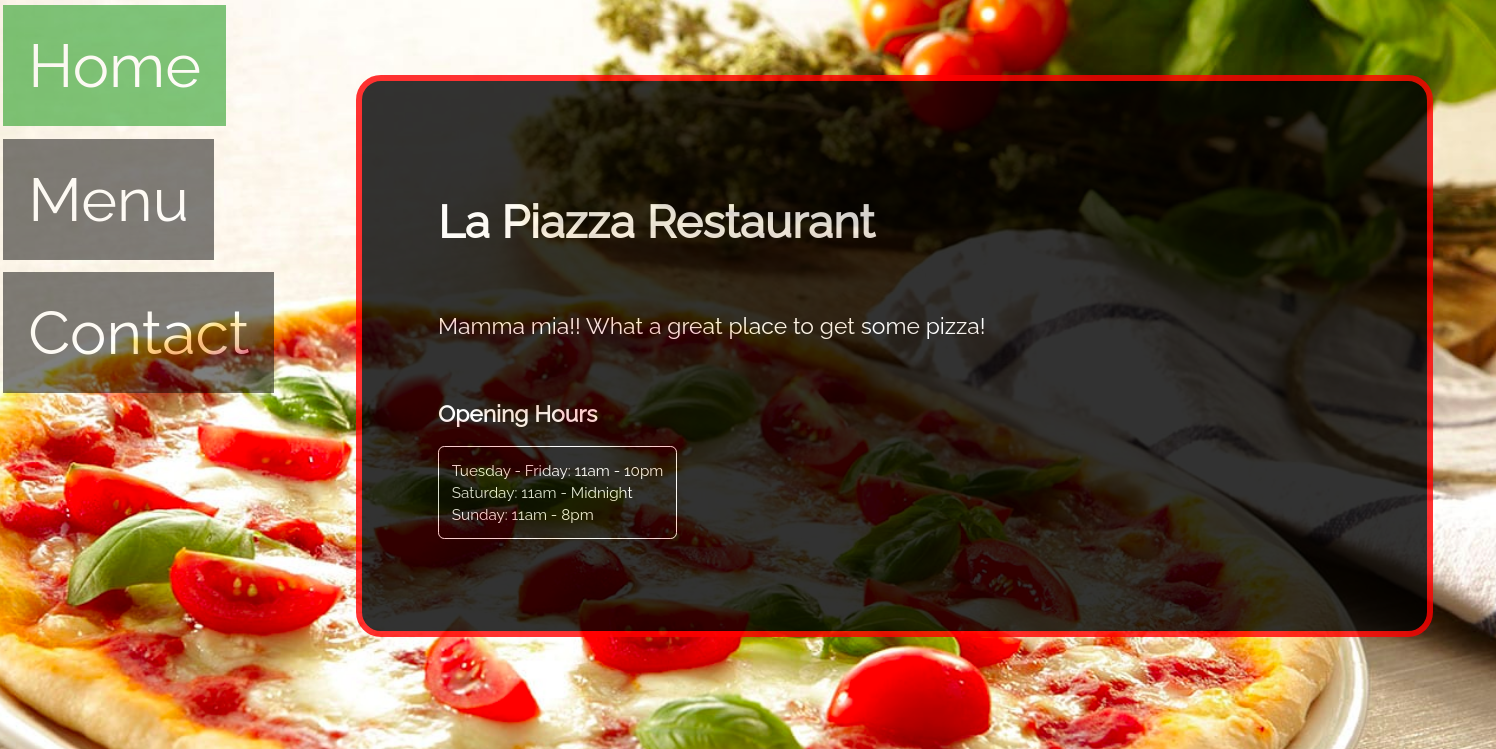 Home
Menu
Contact
La Piazza Restaurant
Mamma mia!! What a great place to get some pizza!
Opening Hours
Tuesday - Friday: 11am - 10pm
Saturday: 11am - Midnight
Sunday: 11am - 8pm